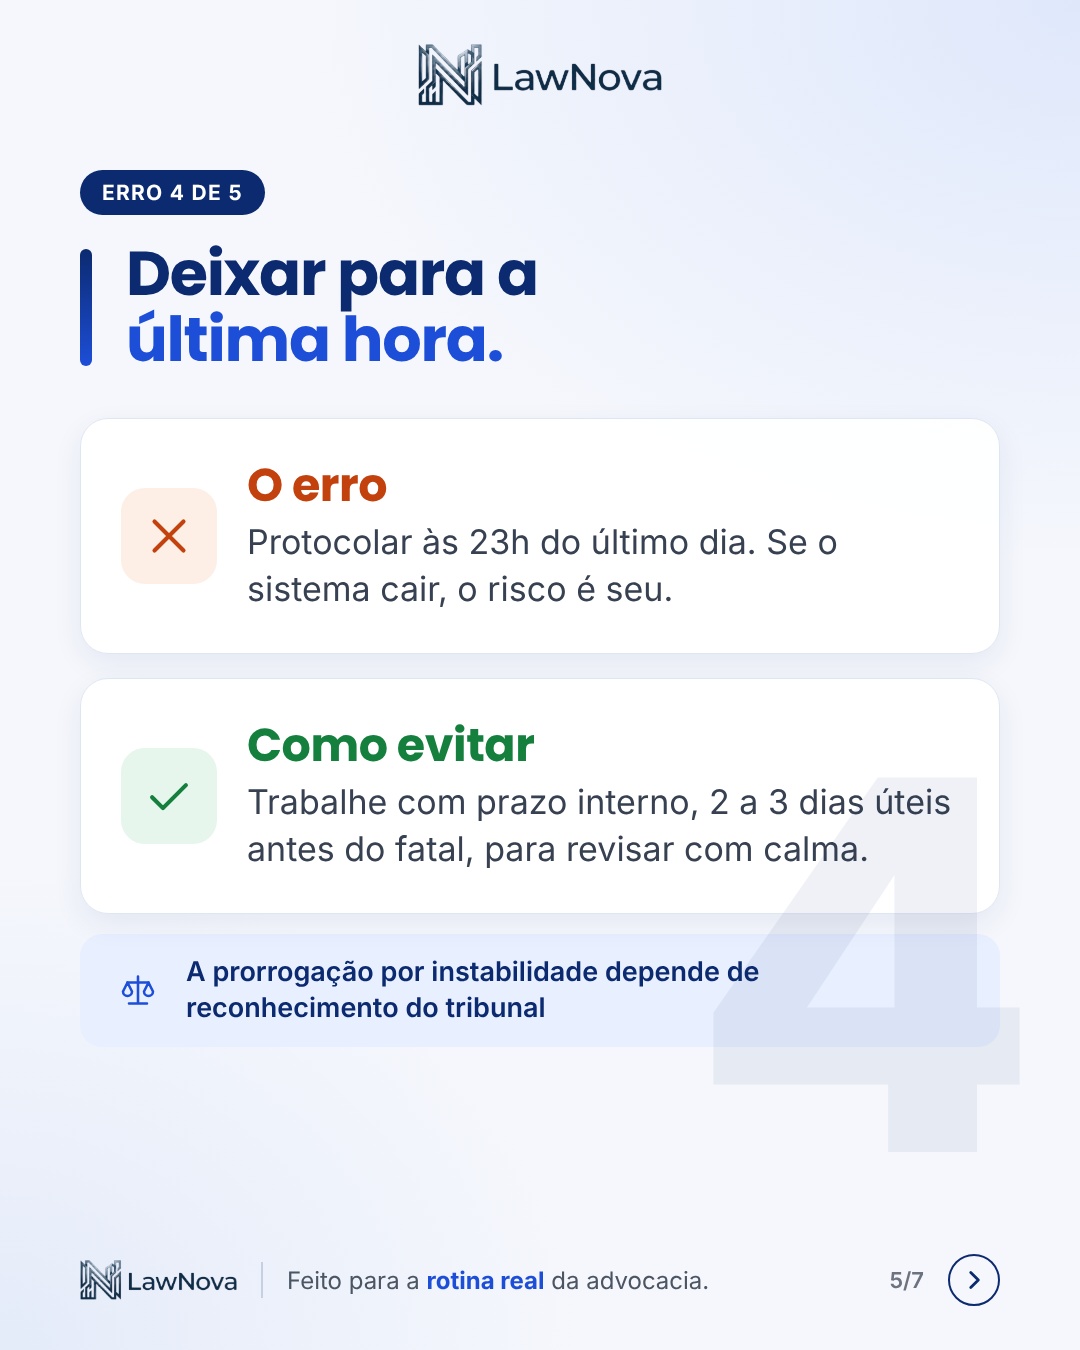 LawNova
ERRO 4 DE 5
Deixar para a
última hora.
O erro
Protocolar às 23h do último dia. Se o
sistema cair, o risco é seu.
Como evitar
Trabalhe com prazo interno, 2 a 3 dias úteis
antes do fatal, para revisar com calma.
A prorrogação por instabilidade depende de
reconhecimento do tribunal
4
LawNova
Feito para a rotina real da advocacia.
5/7